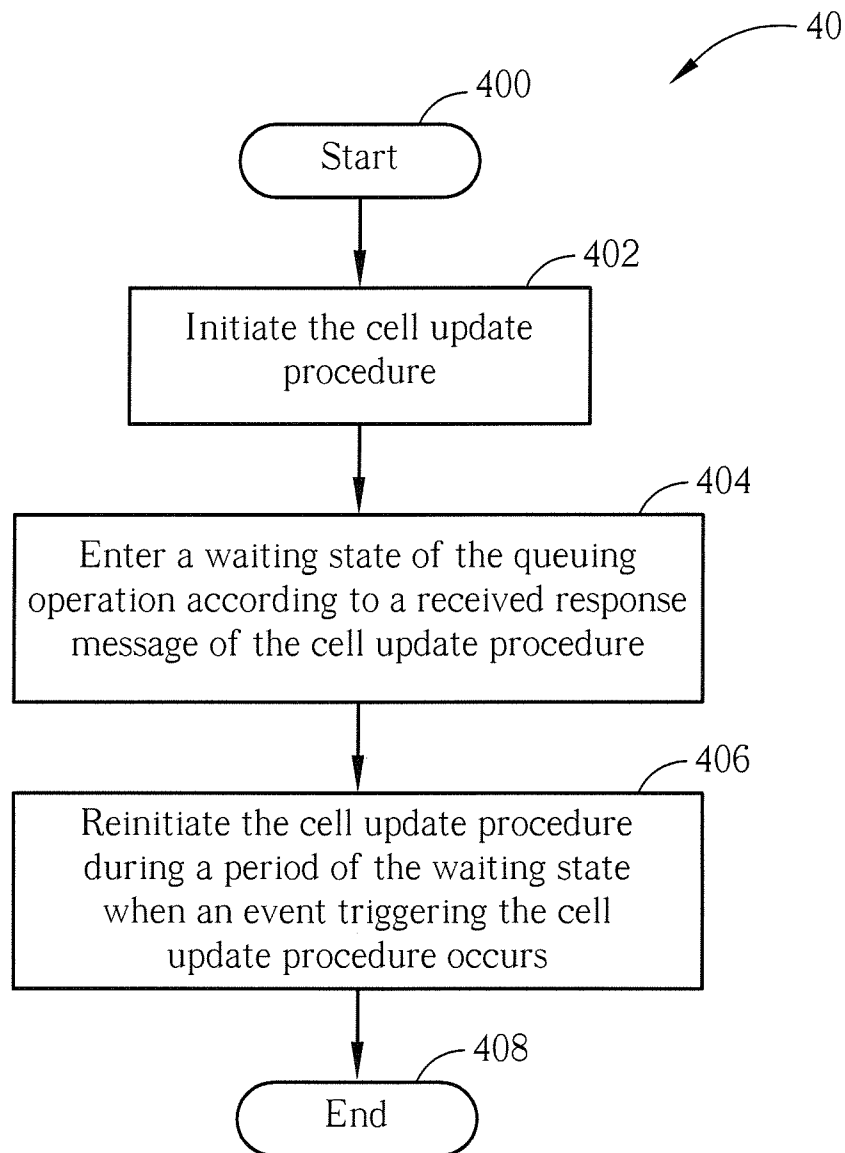 40
400
Start
402
Initiate the cell update
procedure
404
Enter a waiting state of the queuing
operation according to a received response
message of the cell update procedure
406
Reinitiate the cell update procedure
during a period of the waiting state
when an event triggering the cell
update procedure occurs
408
End